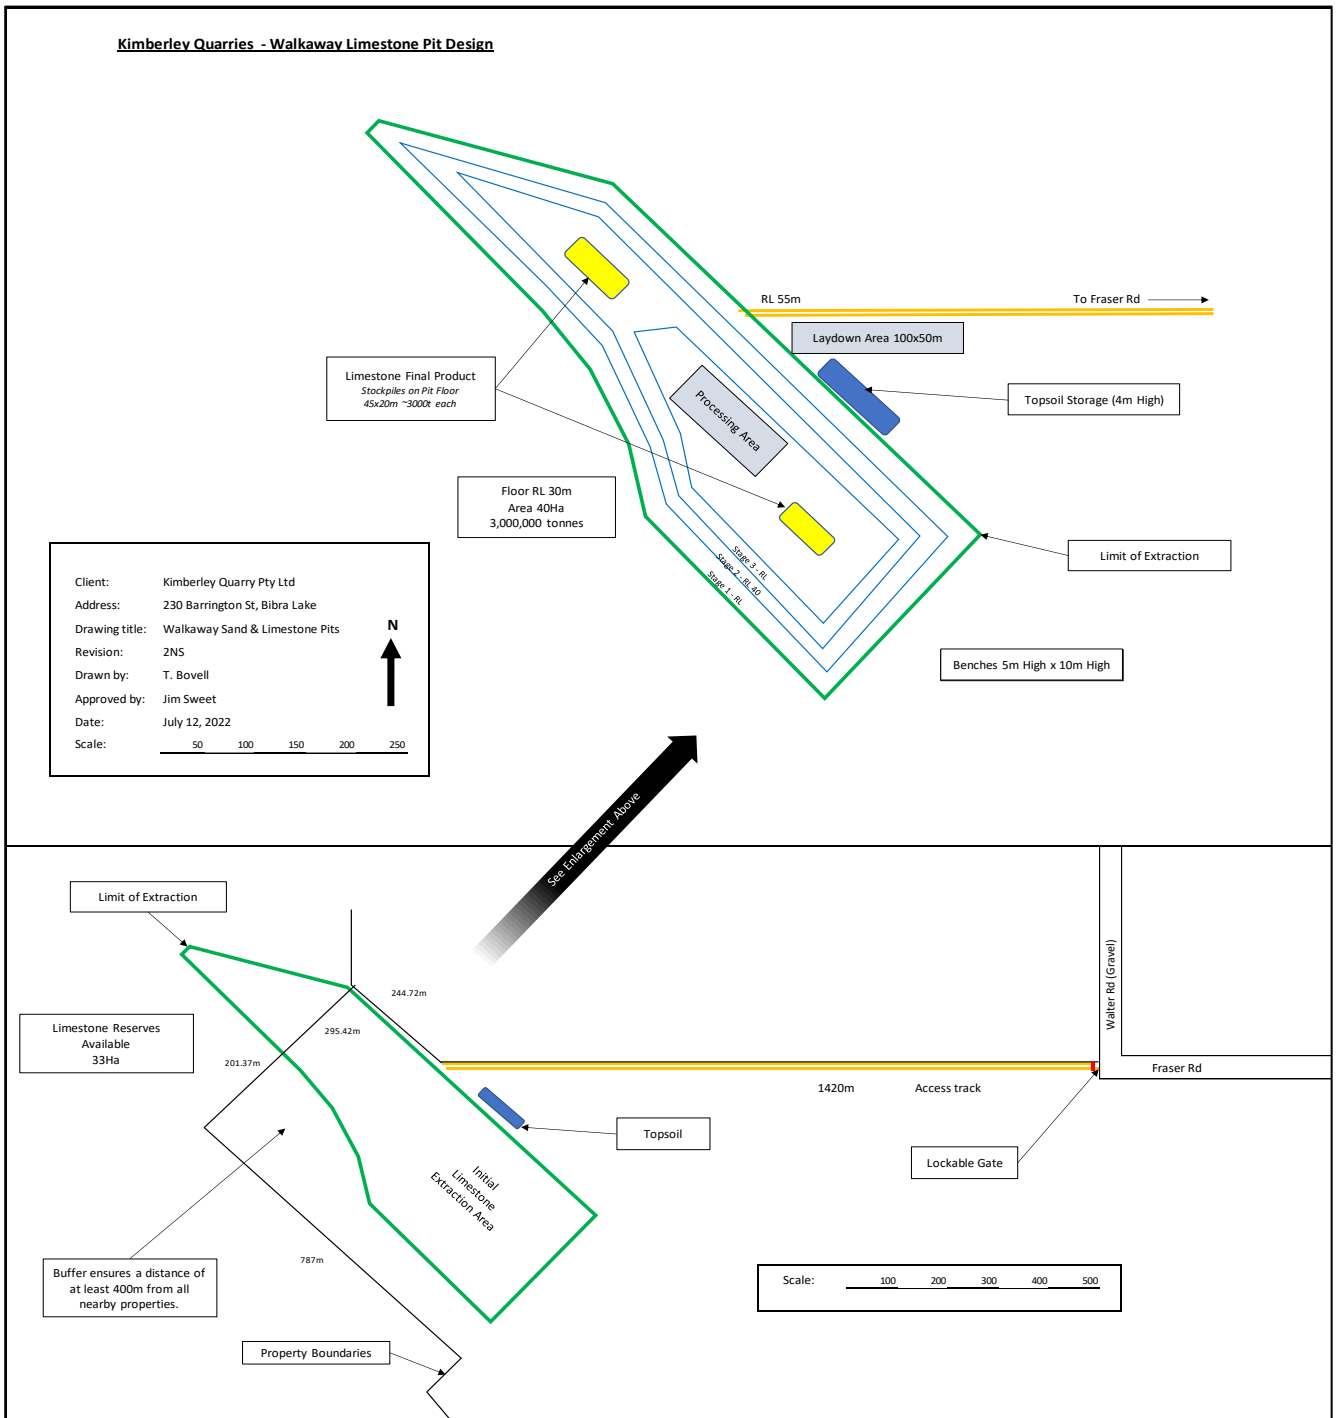 Kimberley Quarries - Walkaway Limestone Pit Design
RL 55m
To Fraser Rd
Laydown Area 100x50m
Limestone Final Product
Stockpiles on Pit Floor
45x20m ~3000t each
Processing Area
Topsoil Storage (4m High)
Floor RL 30m
Area 40Ha
3,000,000 tonnes
Limit of Extraction
Stage 3 - RL
Stage 2 - RL 40
Stage 1 - RL
Benches 5m High x 10m High
Client: Kimberley Quarry Pty Ltd
Address: 230 Barrington St, Bibra Lake
Drawing title: Walkaway Sand & Limestone Pits
Revision: 2NS
Drawn by: T. Bovell
Approved by: Jim Sweet
Date: July 12, 2022
Scale: 50 100 150 200 250
N
See Enlargement Above
Limit of Extraction
244.72m
295.42m
201.37m
Limestone Reserves
Available
33Ha
Walter Rd (Gravel)
Fraser Rd
1420m Access track
Topsoil
Lockable Gate
Initial
Limestone
Extraction Area
787m
Buffer ensures a distance of
at least 400m from all
nearby properties.
Scale: 100 200 300 400 500
Property Boundaries